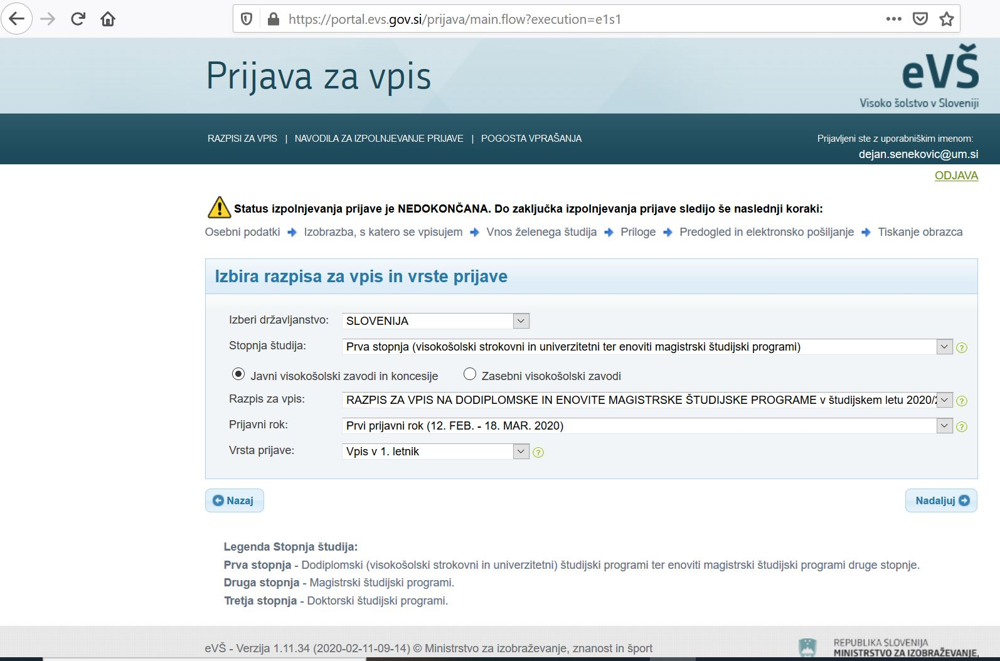 https://portal.evs.gov.si/prijava/main.flow?execution=e1s1
Prijava za vpis
eVŠ
Visoko šolstvo v Sloveniji
RAZPISI ZA VPIS | NAVODILA ZA IZPOLNJEVANJE PRIJAVE | POGOSTA VPRAŠANJA
Prijavljeni ste z uporabniškim imenom:
dejan.senekovic@um.si
ODJAVA
Status izpolnjevanja prijave je NEDOKONČANA. Do zaključka izpolnjevanja prijave sledijo še naslednji koraki:
Osebni podatki Izobrazba, s katero se vpisujem Vnos želenega študija Priloge Predogled in elektronsko pošiljanje Tiskanje obrazca
Izbira razpisa za vpis in vrste prijave
Izberi državljanstvo: SLOVENIJA
Stopnja študija: Prva stopnja (visokošolski strokovni in univerzitetni ter enoviti magistrski študijski programi) ?
Javni visokošolski zavodi in koncesije Zasebni visokošolski zavodi
Razpis za vpis: RAZPIS ZA VPIS NA DODIPLOMSKE IN ENOVITE MAGISTRSKE ŠTUDIJSKE PROGRAME v študijskem letu 2020/2 ?
Prijavni rok: Prvi prijavni rok (12. FEB. - 18. MAR. 2020) ?
Vrsta prijave: Vpis v 1. letnik ?
Nazaj Nadaljuj
Legenda Stopnja študija:
Prva stopnja - Dodiplomski (visokošolski strokovni in univerzitetni) študijski programi ter enoviti magistrski študijski programi druge stopnje.
Druga stopnja - Magistrski študijski programi.
Tretja stopnja - Doktorski študijski programi.
eVŠ - Verzija 1.11.34 (2020-02-11-09-14) © Ministrstvo za izobraževanje, znanost in šport
REPUBLIKA SLOVENIJA
MINISTRSTVO ZA IZOBRAŽEVANJE,